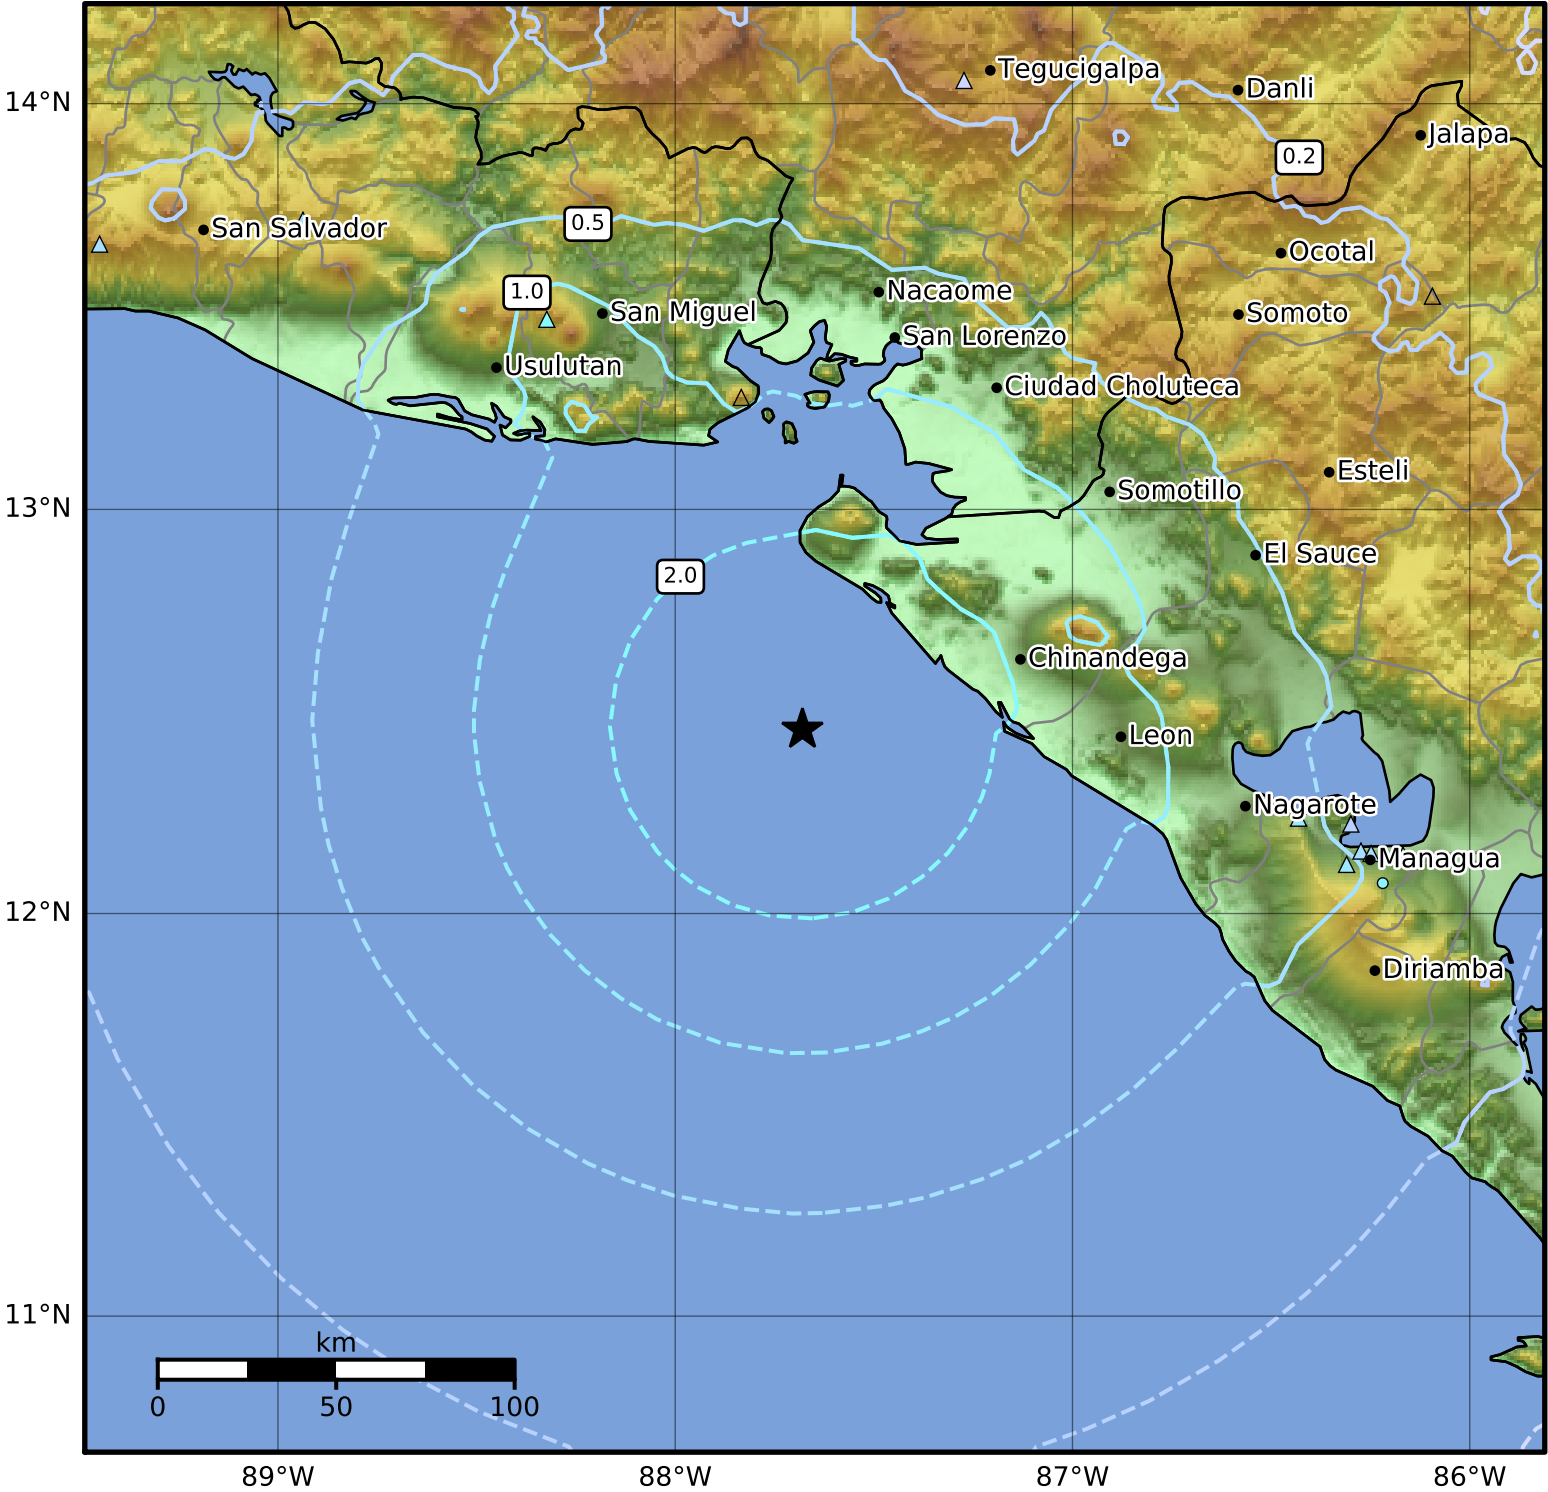 Tegucigalpa
Danli
14°N
Jalapa
0.2
San Salvador
0.5
Ocotal
1.0
Nacaome
San Miguel
Somoto
San Lorenzo
Usulutan
Ciudad Choluteca
Esteli
Somotillo
13°N
El Sauce
2.0
Chinandega
Leon
Nagarote
Managua
12°N
Diriamba
11°N
km
0 50 100
89°W 88°W 87°W 86°W